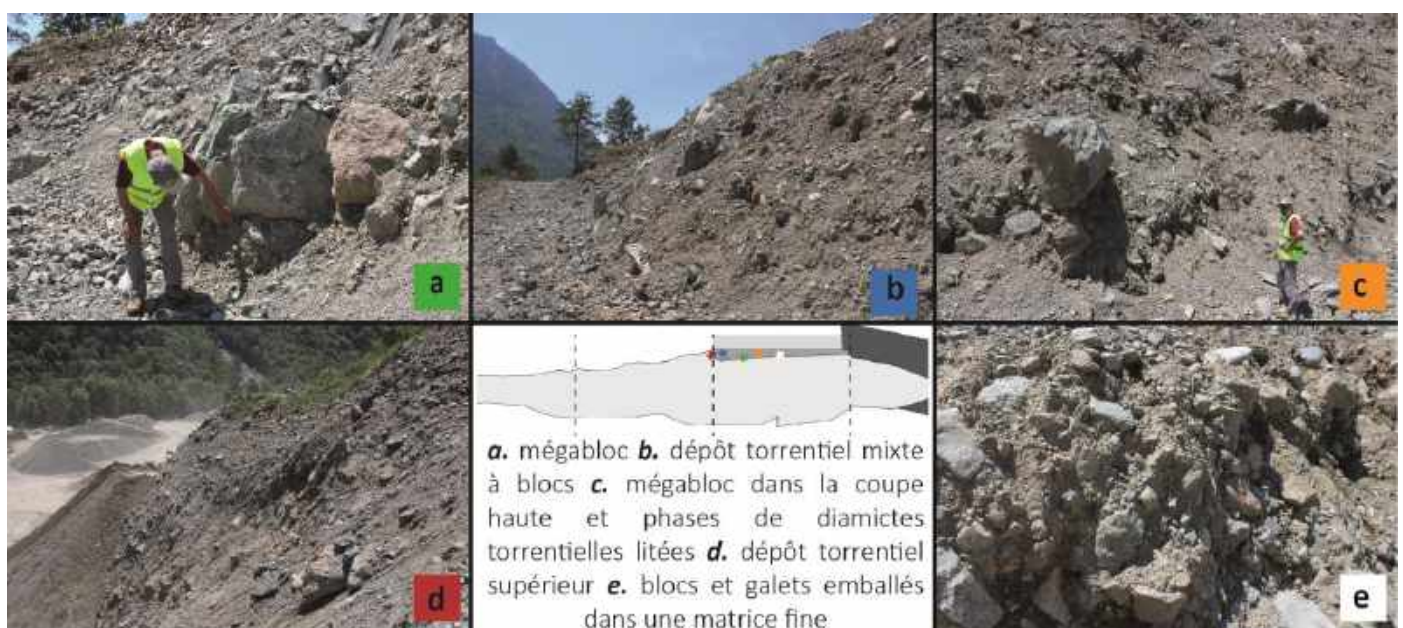 a
b
c
d
a. mégabloc b. dépôt torrentiel mixte
à blocs c. mégabloc dans la coupe
haute et phases de diamictes
torrentielles litées d. dépôt torrentiel
supérieur e. blocs et galets emballés
dans une matrice fine
e